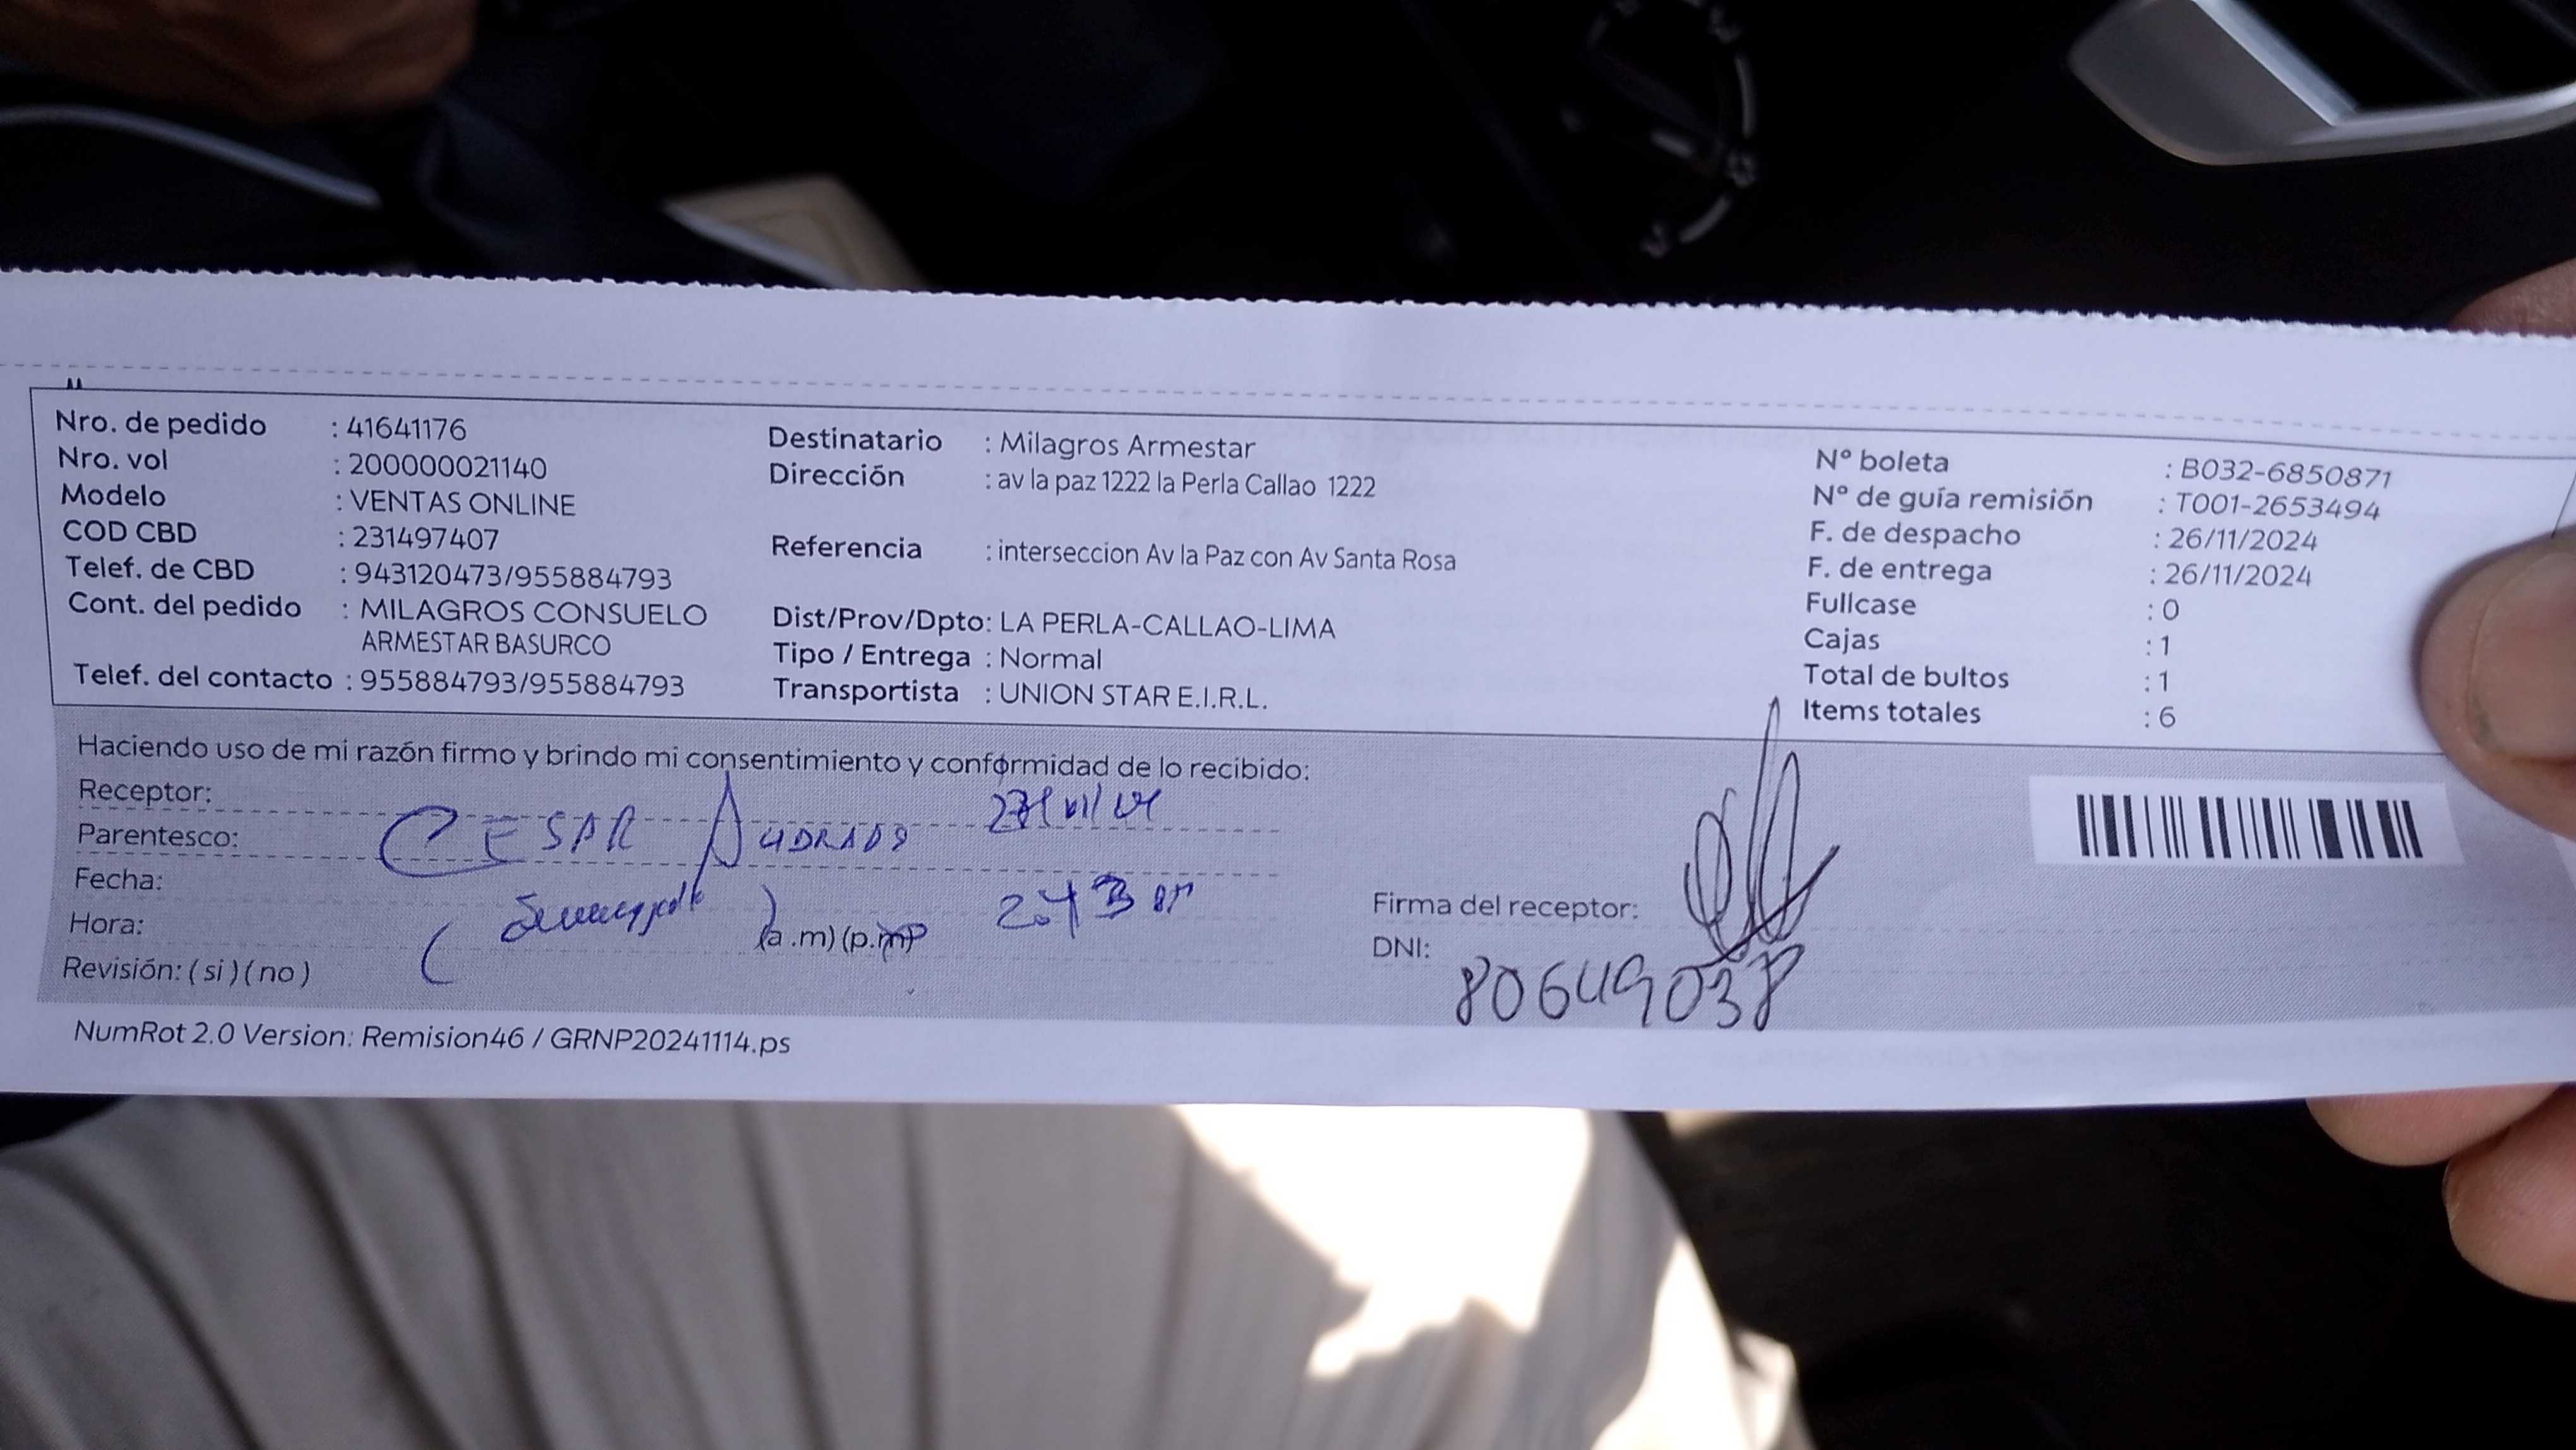 Nro. de pedido : 41641176
Nro. vol : 200000021140
Modelo : VENTAS ONLINE
COD CBD : 231497407
Telef. de CBD : 943120473/955884793
Cont. del pedido : MILAGROS CONSUELO
ARMESTAR BASURCO
Telef. del contacto : 955884793/955884793
Destinatario : Milagros Armestar
Dirección : av la paz 1222 la Perla Callao 1222
Referencia : interseccion Av la Paz con Av Santa Rosa
Dist/Prov/Dpto: LA PERLA-CALLAO-LIMA
Tipo / Entrega : Normal
Transportista : UNION STAR E.I.R.L.
Nº boleta : B032-6850871
Nº de guía remisión : T001-2653494
F. de despacho : 26/11/2024
F. de entrega : 26/11/2024
Fullcase : 0
Cajas : 1
Total de bultos : 1
Items totales : 6
Haciendo uso de mi razón firmo y brindo mi consentimiento y conformidad de lo recibido:
Receptor:
Parentesco: CESAR
Fecha:
Hora: (a.m)(p.m)
Revisión: ( si ) ( no )
Firma del receptor:
DNI: 80649038
NumRot 2.0 Version: Remision46 / GRNP20241114.ps